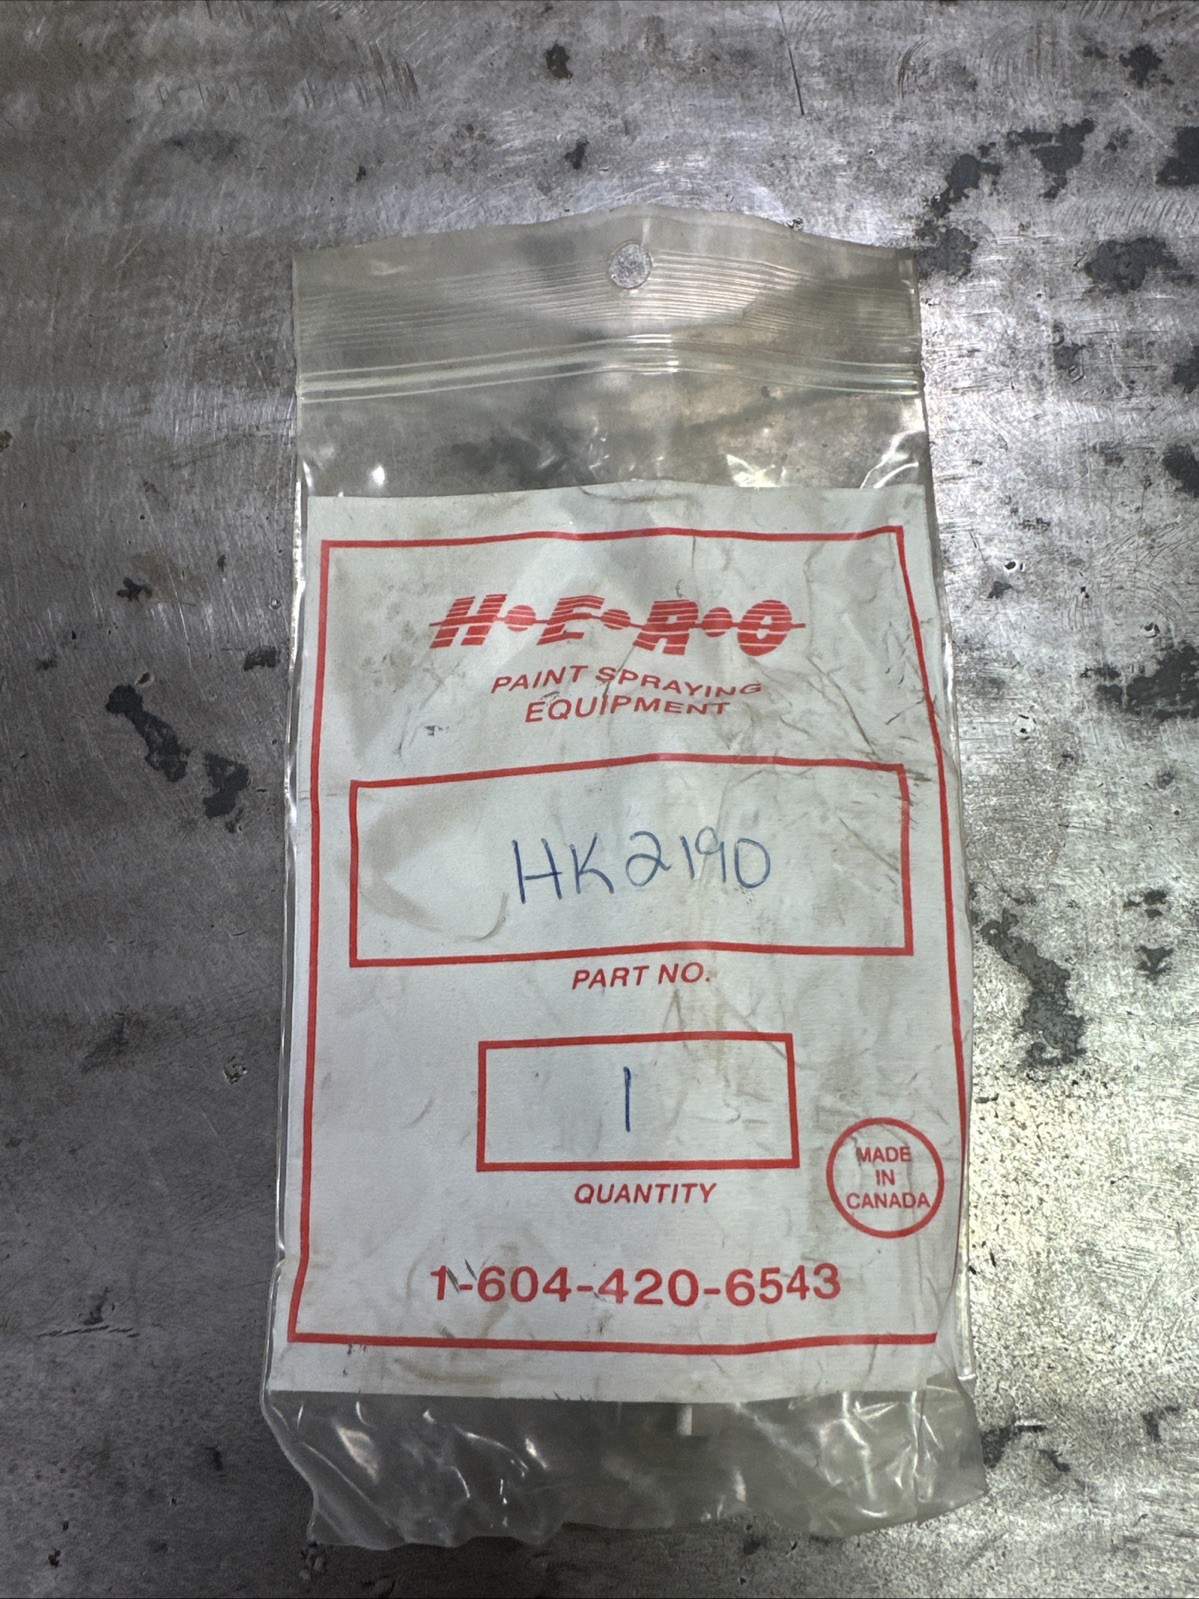 H•E•R•O
PAINT SPRAYING
EQUIPMENT
HK2190
PART NO.
1
QUANTITY
MADE
IN
CANADA
1-604-420-6543